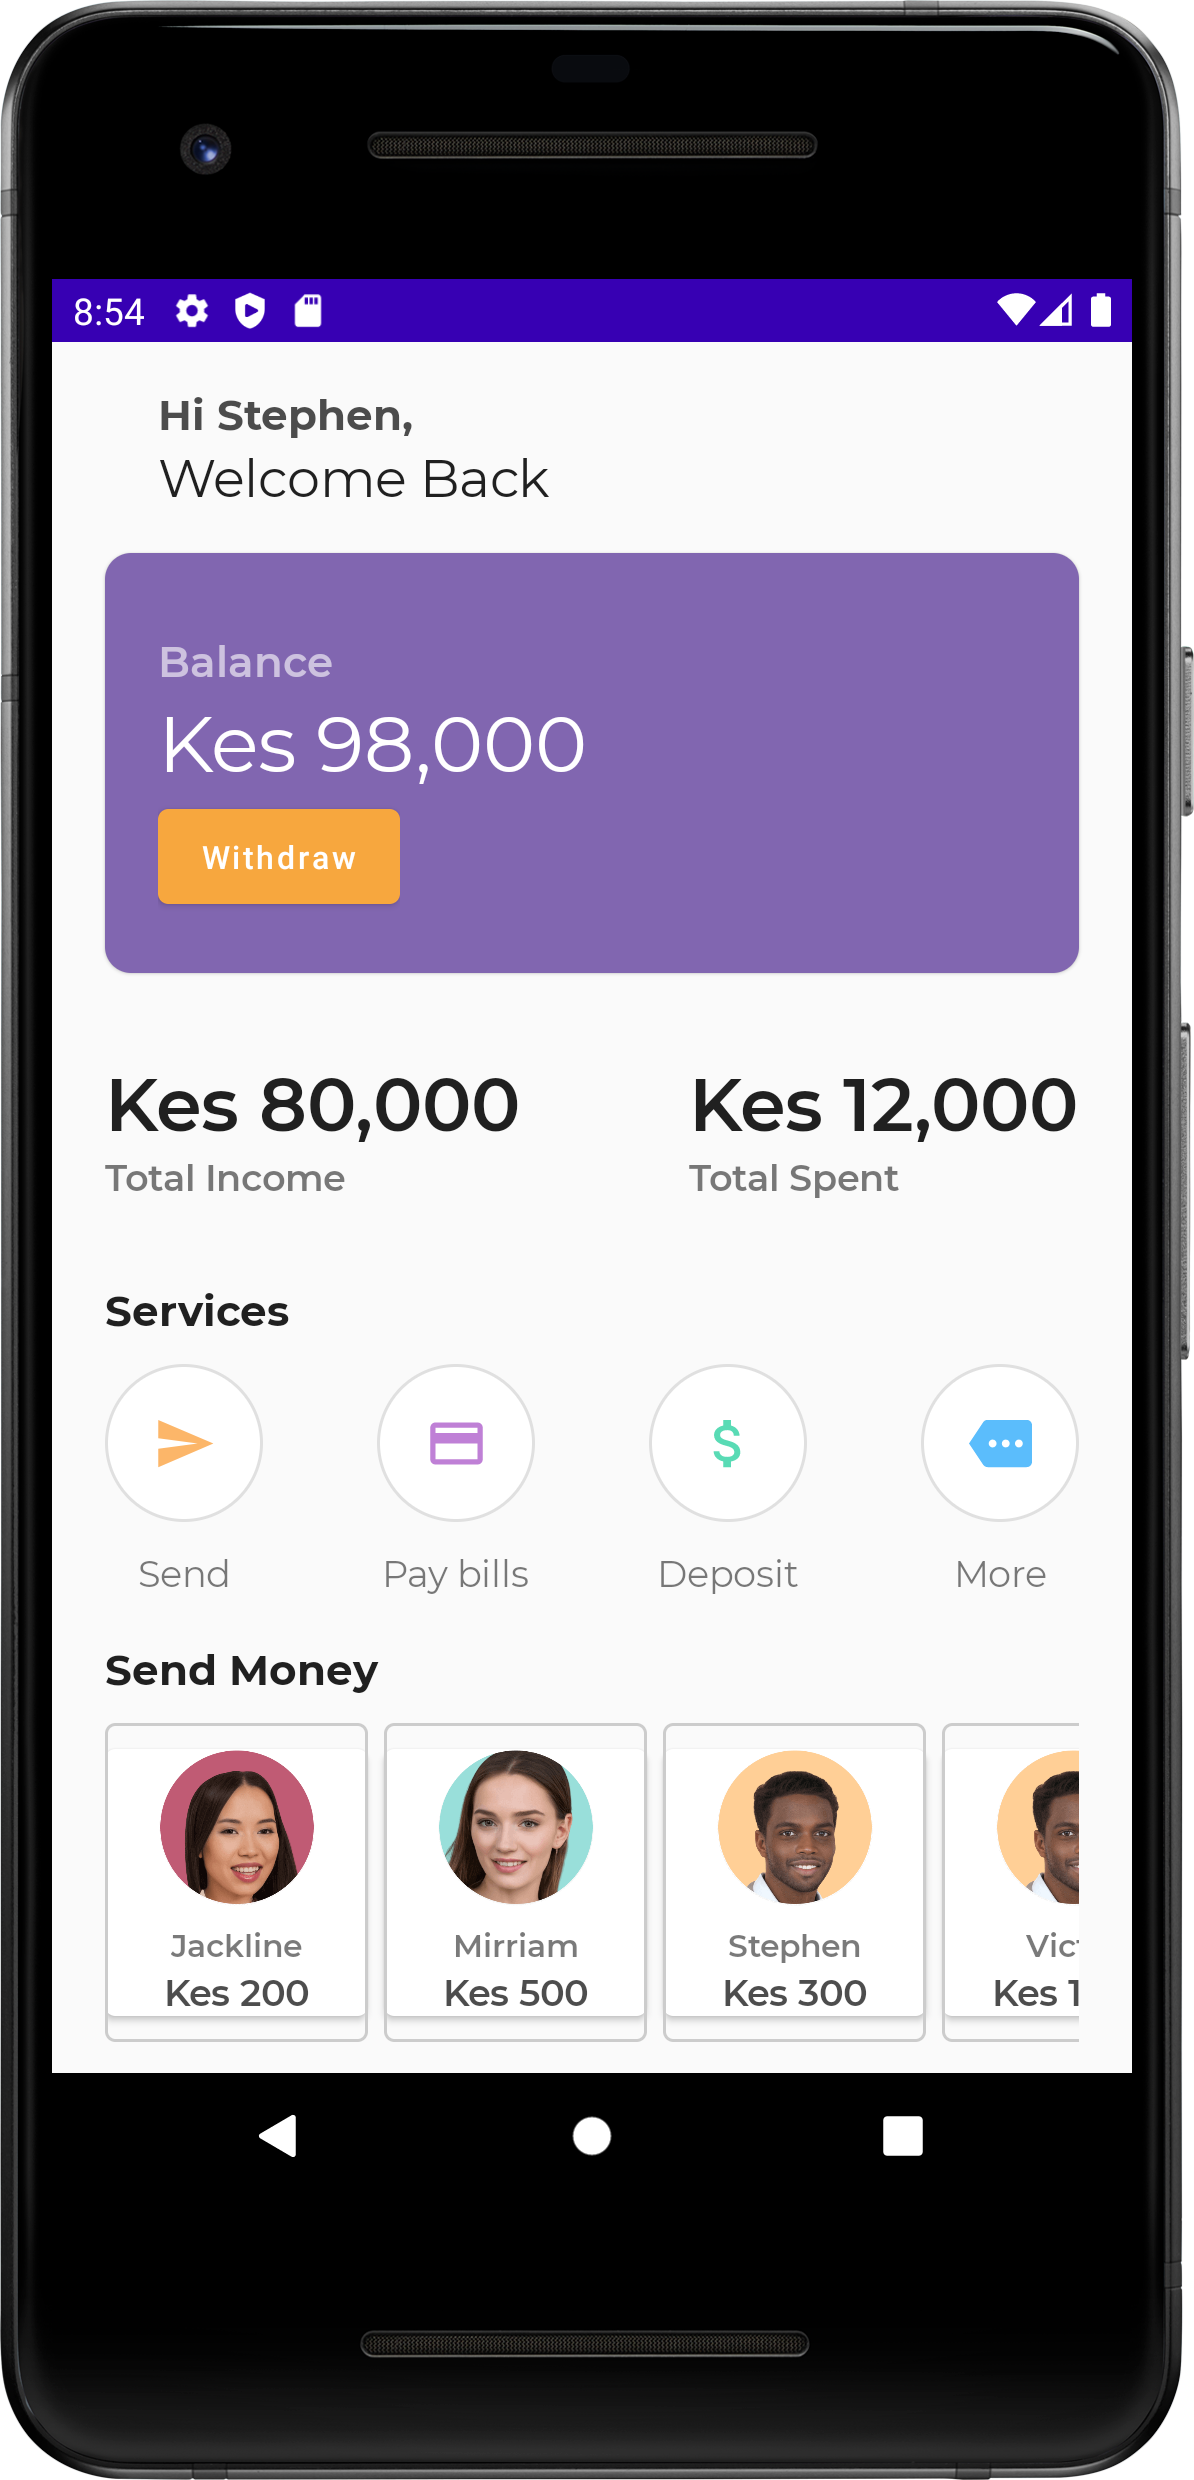 8:54
Hi Stephen,
Welcome Back
Balance
Kes 98,000
Withdraw
Kes 80,000 Kes 12,000
Total Income Total Spent
Services
Send Pay bills Deposit More
Send Money
Jackline Mirriam Stephen Vict
Kes 200 Kes 500 Kes 300 Kes 1